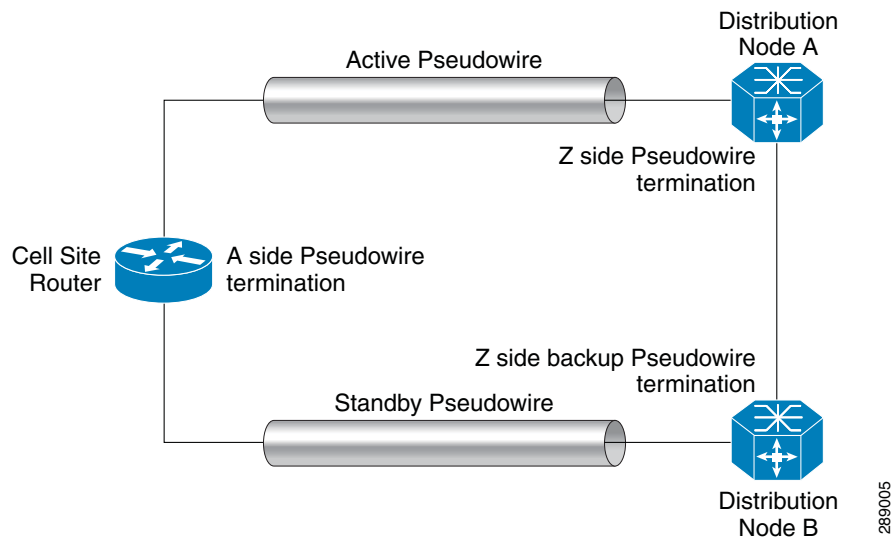 Distribution
Node A
Active Pseudowire
Z side Pseudowire
termination
Cell Site
Router
A side Pseudowire
termination
Z side backup Pseudowire
termination
Standby Pseudowire
Distribution
Node B
289005